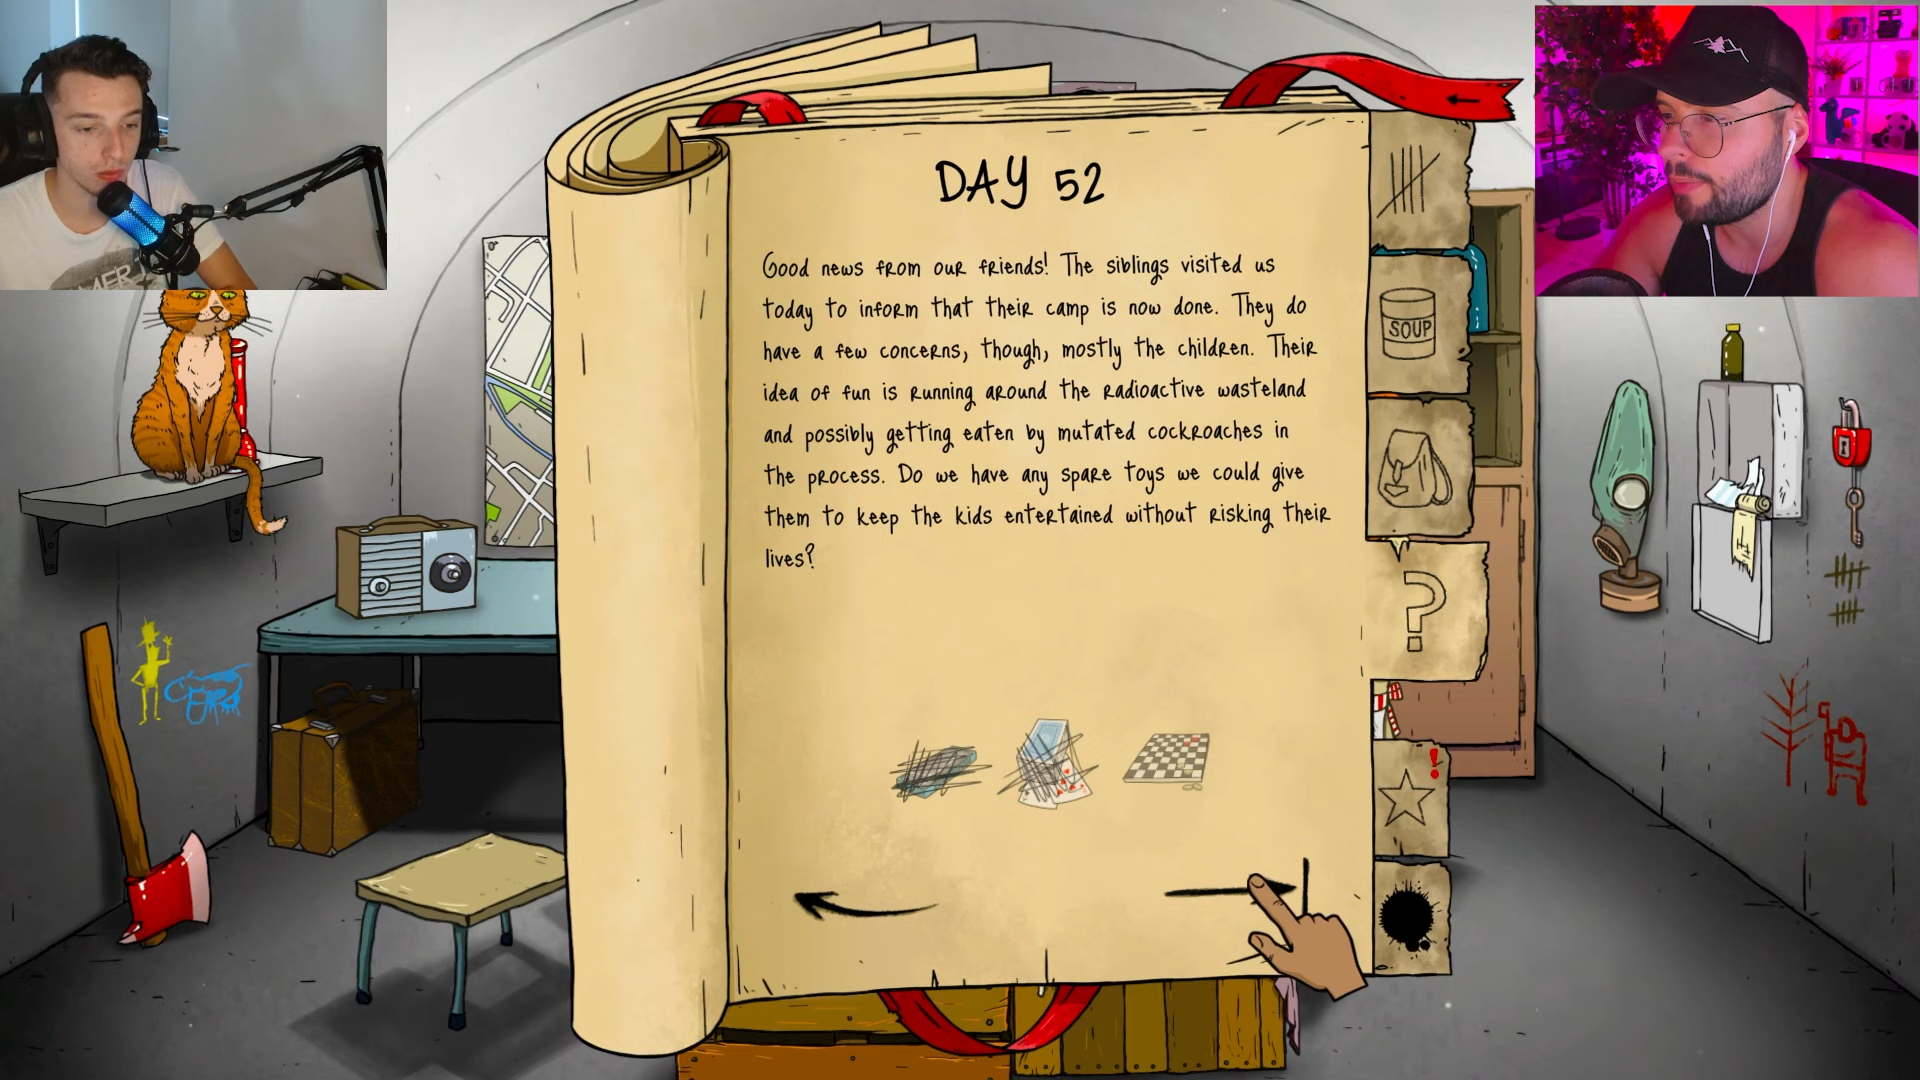 DAY 52
Good news from our friends! The siblings visited us
today to inform that their camp is now done. They do
have a few concerns, though, mostly the children. Their
idea of fun is running around the radioactive wasteland
and possibly getting eaten by mutated cockroaches in
the process. Do we have any spare toys we could give
them to keep the kids entertained without risking their
lives?
SOUP
?
!